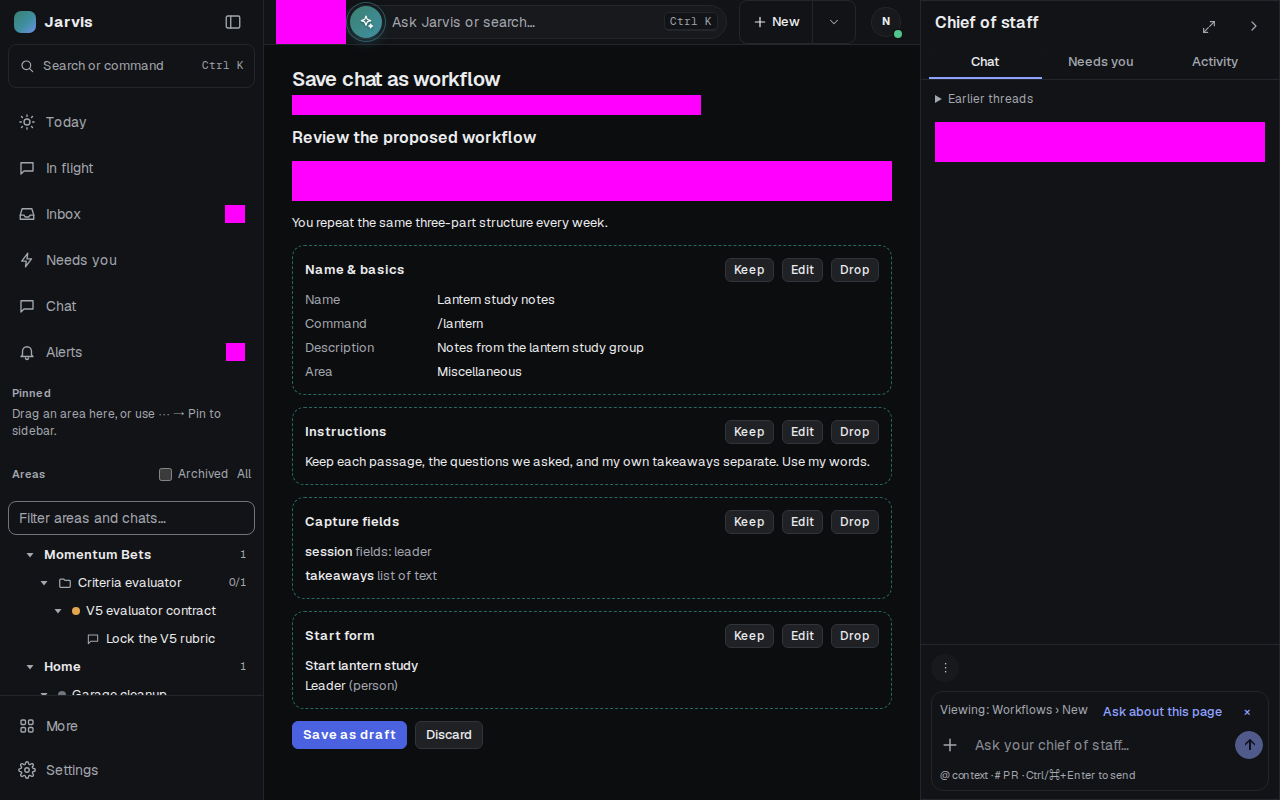 Jarvis
Search or command Ctrl K
Today
In flight
Inbox
Needs you
Chat
Alerts
Pinned
Drag an area here, or use ··· → Pin to
sidebar.
Areas Archived All
Filter areas and chats…
Momentum Bets 1
Criteria evaluator 0/1
V5 evaluator contract
Lock the V5 rubric
Home 1
Garage cleanup
More
Settings
Ask Jarvis or search… Ctrl K
New
N
Save chat as workflow
Review the proposed workflow
You repeat the same three-part structure every week.
Name & basics Keep Edit Drop
Name Lantern study notes
Command /lantern
Description Notes from the lantern study group
Area Miscellaneous
Instructions Keep Edit Drop
Keep each passage, the questions we asked, and my own takeaways separate. Use my words.
Capture fields Keep Edit Drop
session fields: leader
takeaways list of text
Start form Keep Edit Drop
Start lantern study
Leader (person)
Save as draft Discard
Chief of staff
Chat Needs you Activity
Earlier threads
Viewing: Workflows › New Ask about this page ×
Ask your chief of staff…
@ context · # PR · Ctrl/⌘+Enter to send